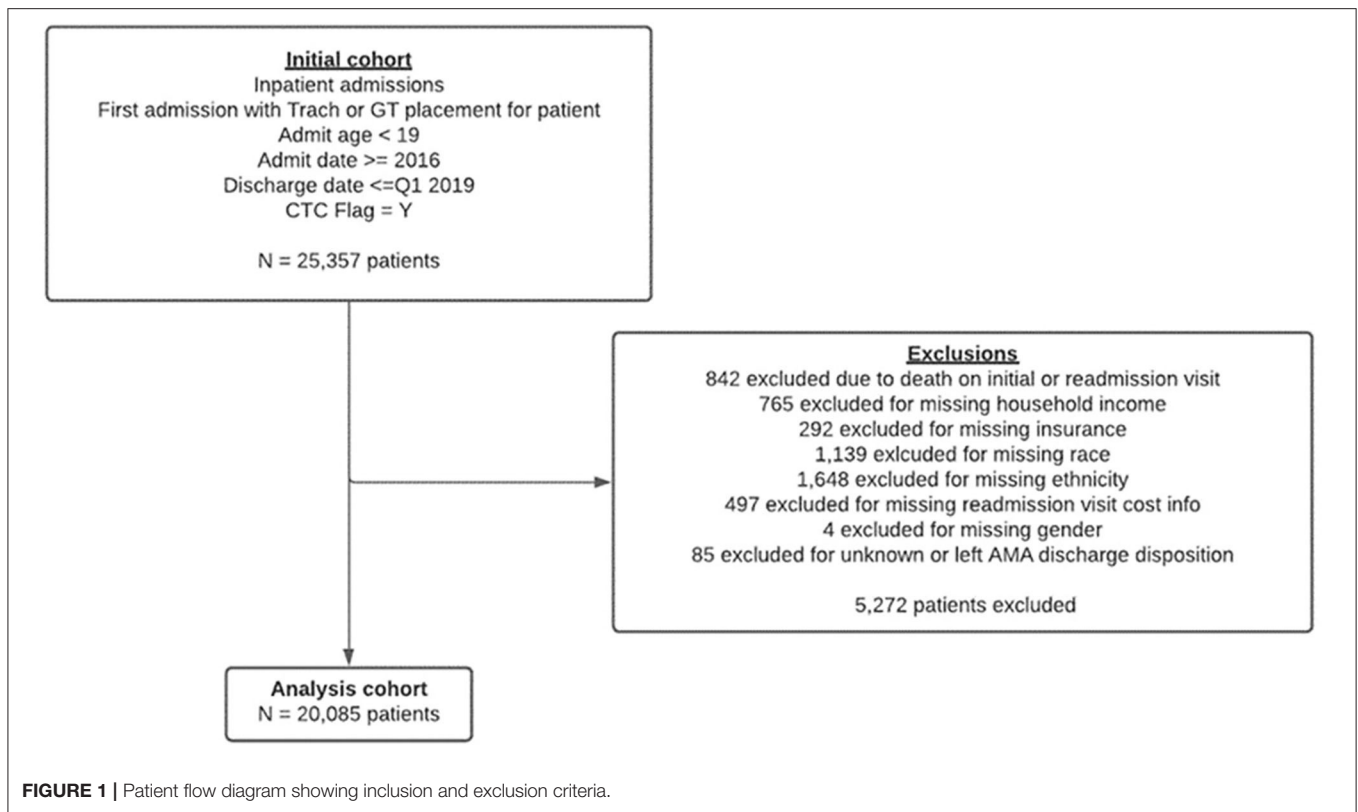 Initial cohort
Inpatient admissions
First admission with Trach or GT placement for patient
Admit age < 19
Admit date >= 2016
Discharge date <=Q1 2019
CTC Flag = Y
N = 25,357 patients
Exclusions
842 excluded due to death on initial or readmission visit
765 excluded for missing household income
292 excluded for missing insurance
1,139 exlcuded for missing race
1,648 excluded for missing ethnicity
497 excluded for missing readmission visit cost info
4 excluded for missing gender
85 excluded for unknown or left AMA discharge disposition
5,272 patients excluded
Analysis cohort
N = 20,085 patients
FIGURE 1 | Patient flow diagram showing inclusion and exclusion criteria.